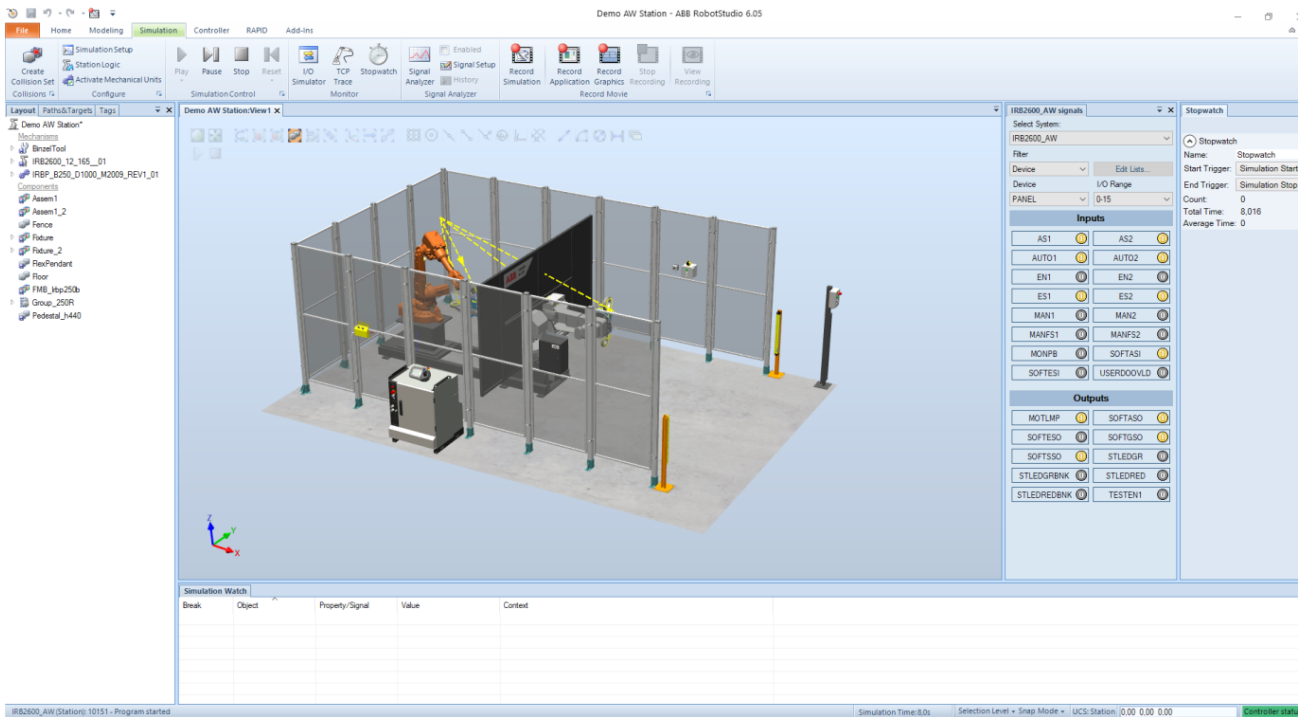 Demo AW Station - ABB RobotStudio 6.05
File Home Modeling Simulation Controller RAPID Add-Ins
Create Collision Set
Collisions
Simulation Setup
Station Logic
Activate Mechanical Units
Configure
Play Pause Stop Reset
Simulation Control
I/O Simulator
TCP Trace
Stopwatch
Monitor
Signal Analyzer
Enabled
Signal Setup
History
Signal Analyzer
Record Simulation
Record Application
Record Graphics
Stop Recording
Record Movie
View Recording
Layout Paths&Targets Tags
Demo AW Station*
Mechanisms
BinzelTool
IRB2600_12_165__01
IRBP_B250_D1000_M2009_REV1_01
Components
Assem1
Assem1_2
Fence
Fixture
Fixture_2
FlexPendant
Floor
FMB_irbp250b
Group_250R
Pedestal_h440
Demo AW Station:View1
ABB
Z
Y
X
IRB2600_AW signals
Select System:
IRB2600_AW
Filter
Device Edit Lists...
Device I/O Range
PANEL 0-15
Inputs
AS1 AS2
AUTO1 AUTO2
EN1 EN2
ES1 ES2
MAN1 MAN2
MANFS1 MANFS2
MONPB SOFTASI
SOFTESI USERDOOVLD
Outputs
MOTLMP SOFTASO
SOFTESO SOFTGSO
SOFTSSO STLEDGR
STLEDGRBNK STLEDRED
STLEDREDBNK TESTEN1
Stopwatch
Stopwatch
Name: Stopwatch
Start Trigger: Simulation Start
End Trigger: Simulation Stop
Count: 0
Total Time: 8,016
Average Time: 0
Simulation Watch
Break Object Property/Signal Value Context
IRB2600_AW (Station): 10151 - Program started
Simulation Time:8,0s Selection Level Snap Mode UCS: Station 0.00 0.00 0.00 Controller statu